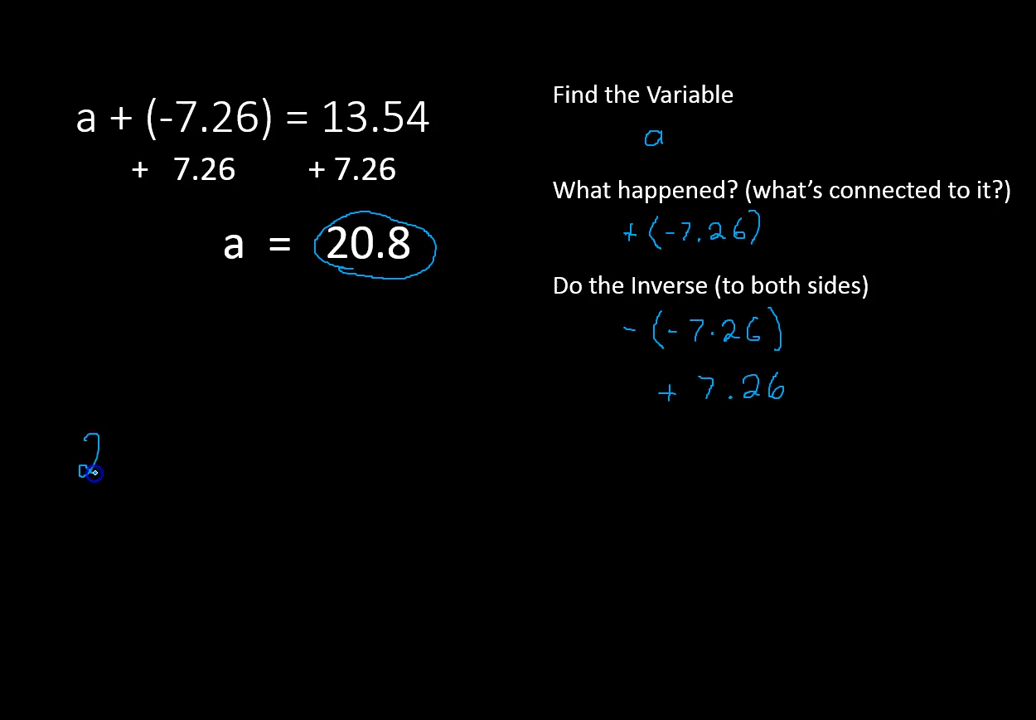 a + (-7.26) = 13.54
+ 7.26 + 7.26
a = 20.8
2
Find the Variable
a
What happened? (what's connected to it?)
+ (-7.26)
Do the Inverse (to both sides)
- (-7.26)
+ 7.26